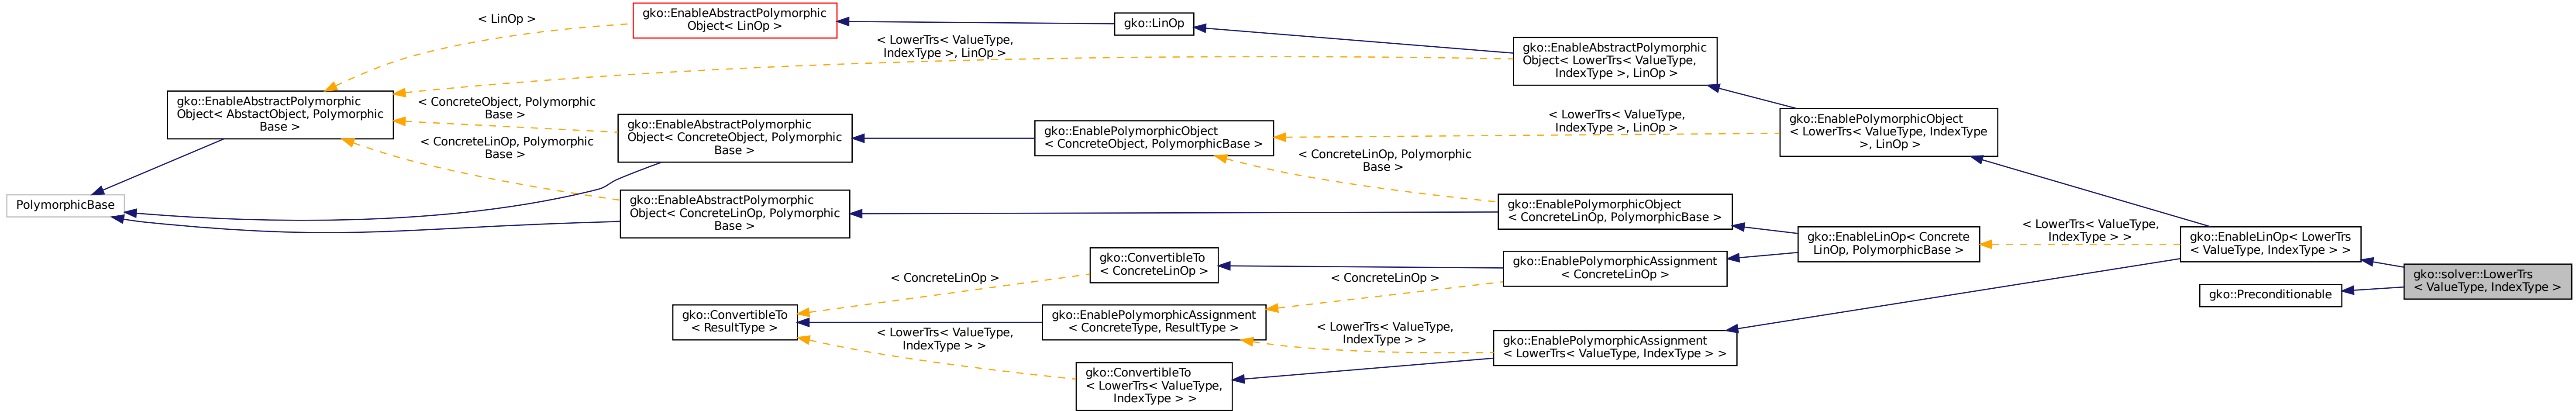 < LinOp >
gko::EnableAbstractPolymorphic
Object< LinOp >
gko::LinOp
< LowerTrs< ValueType,
IndexType >, LinOp >
gko::EnableAbstractPolymorphic
Object< LowerTrs< ValueType,
IndexType >, LinOp >
gko::EnableAbstractPolymorphic
Object< AbstactObject, Polymorphic
Base >
< ConcreteObject, Polymorphic
Base >
< ConcreteLinOp, Polymorphic
Base >
gko::EnableAbstractPolymorphic
Object< ConcreteObject, Polymorphic
Base >
gko::EnablePolymorphicObject
< ConcreteObject, PolymorphicBase >
< LowerTrs< ValueType,
IndexType >, LinOp >
< ConcreteLinOp, Polymorphic
Base >
gko::EnablePolymorphicObject
< LowerTrs< ValueType, IndexType
>, LinOp >
PolymorphicBase
gko::EnableAbstractPolymorphic
Object< ConcreteLinOp, Polymorphic
Base >
gko::EnablePolymorphicObject
< ConcreteLinOp, PolymorphicBase >
gko::EnableLinOp< Concrete
LinOp, PolymorphicBase >
< LowerTrs< ValueType,
IndexType > >
gko::EnableLinOp< LowerTrs
< ValueType, IndexType > >
gko::solver::LowerTrs
< ValueType, IndexType >
gko::Preconditionable
< ConcreteLinOp >
gko::ConvertibleTo
< ConcreteLinOp >
< ConcreteLinOp >
gko::EnablePolymorphicAssignment
< ConcreteLinOp >
gko::ConvertibleTo
< ResultType >
< LowerTrs< ValueType,
IndexType > >
gko::EnablePolymorphicAssignment
< ConcreteType, ResultType >
< LowerTrs< ValueType,
IndexType > >
gko::EnablePolymorphicAssignment
< LowerTrs< ValueType, IndexType > >
gko::ConvertibleTo
< LowerTrs< ValueType,
IndexType > >